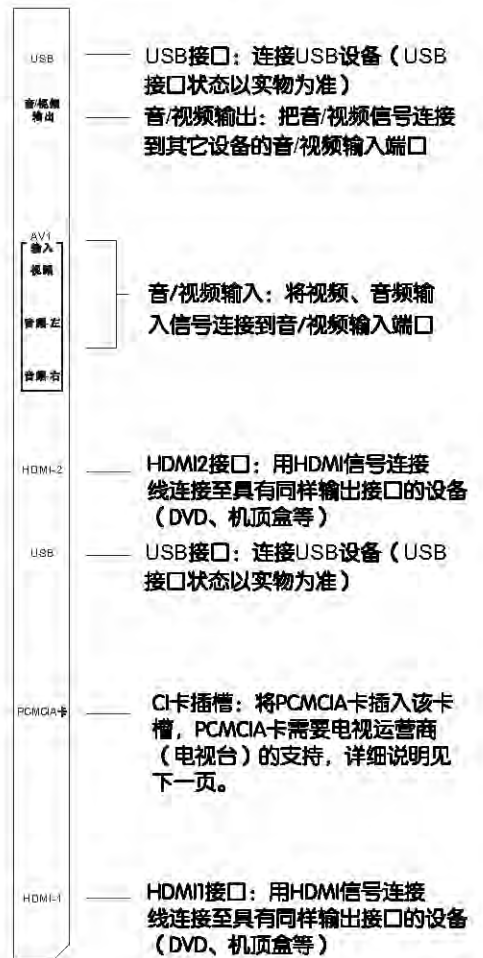 USB
USB接口：连接USB设备（USB
接口状态以实物为准）
音/视频
输出
音/视频输出：把音/视频信号连接
到其它设备的音/视频输入端口
AV1
输入
视频
音频-左
音频-右
音/视频输入：将视频、音频输
入信号连接到音/视频输入端口
HDMI-2
HDMI2接口：用HDMI信号连接
线连接至具有同样输出接口的设备
（DVD、机顶盒等）
USB
USB接口：连接USB设备（USB
接口状态以实物为准）
PCMCIA卡
CI卡插槽：将PCMCIA卡插入该卡
槽，PCMCIA卡需要电视运营商
（电视台）的支持，详细说明见
下一页。
HDMI-1
HDMI1接口：用HDMI信号连接
线连接至具有同样输出接口的设备
（DVD、机顶盒等）